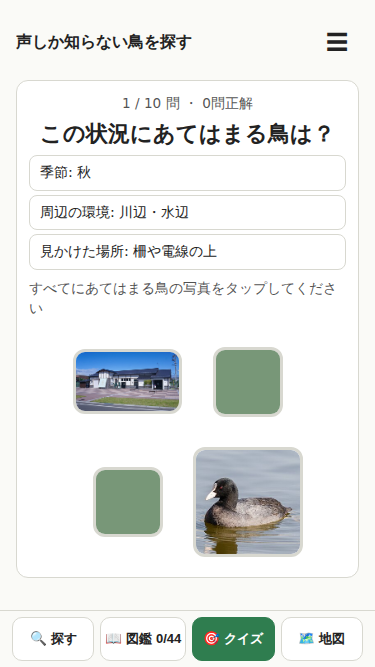 声しか知らない鳥を探す
1 / 10 問 ・ 0問正解
この状況にあてはまる鳥は？
季節: 秋
周辺の環境: 川辺・水辺
見かけた場所: 柵や電線の上
すべてにあてはまる鳥の写真をタップしてくださ
い
探す
図鑑 0/44
クイズ
地図